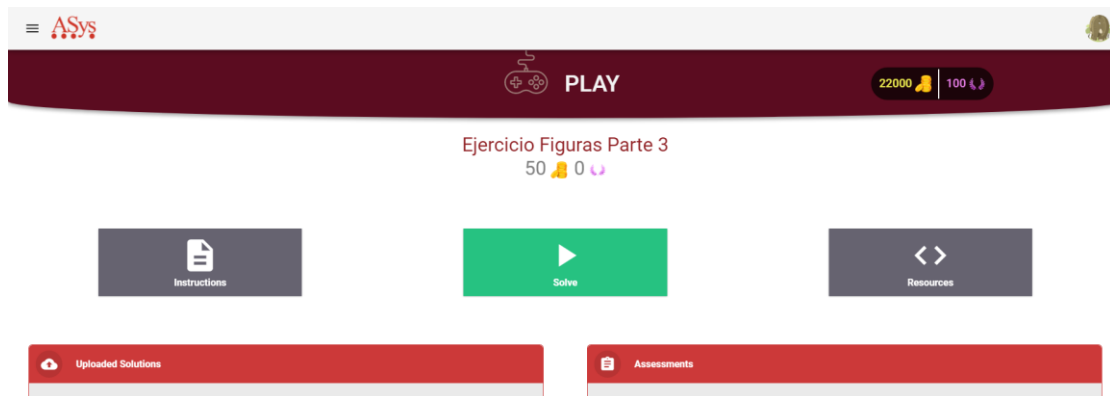 ASys
PLAY
22000 100
Ejercicio Figuras Parte 3
50 0
Instructions
Solve
Resources
Uploaded Solutions
Assessments